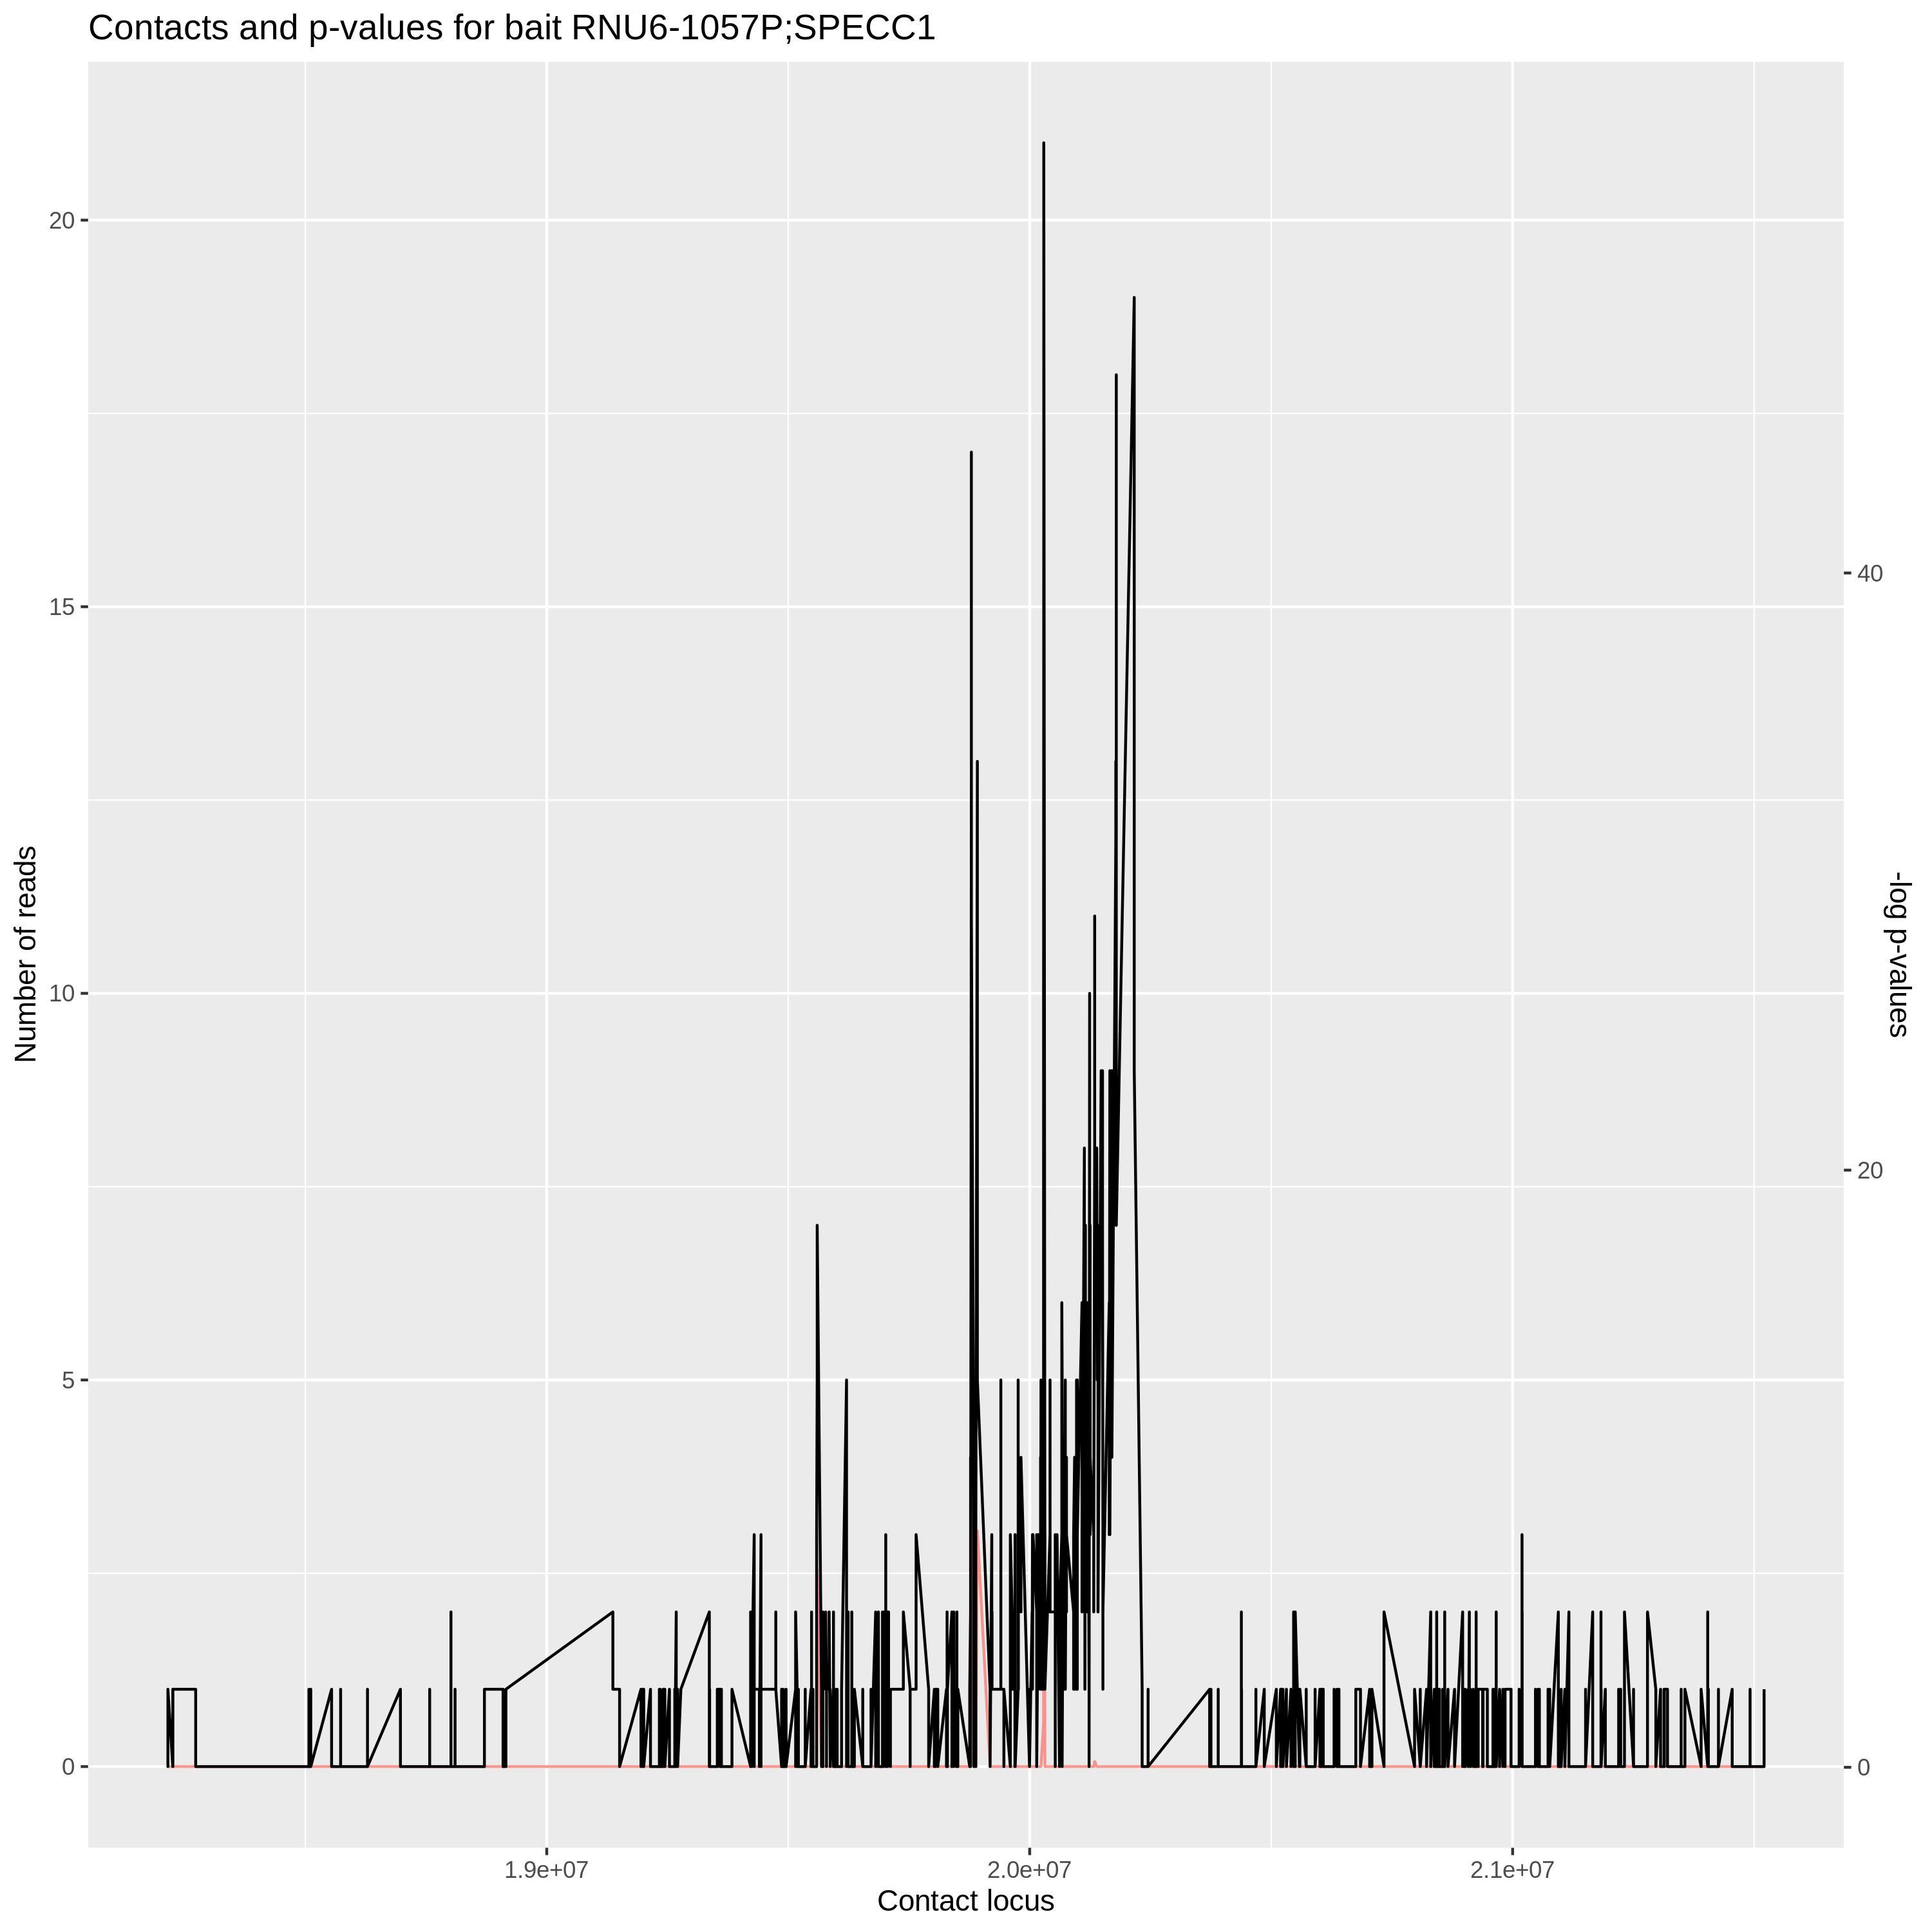 Contacts and p-values for bait RNU6-1057P;SPECC1
20
15
10
5
0
Number of reads
40
20
0
-log p-values
1.9e+07
2.0e+07
2.1e+07
Contact locus